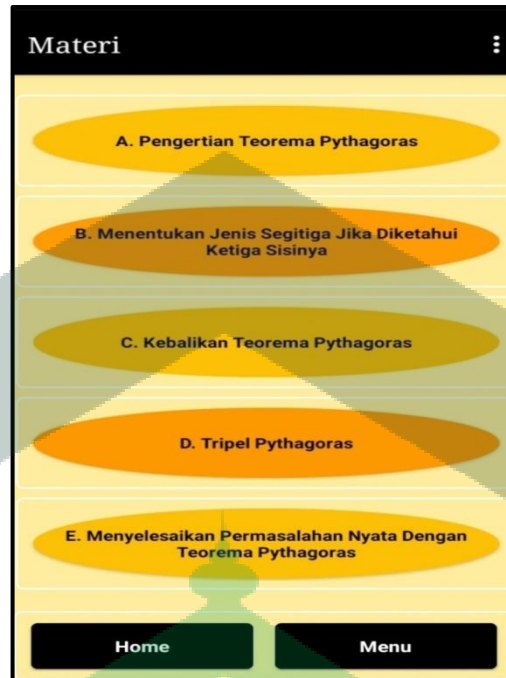 Materi
A. Pengertian Teorema Pythagoras
B. Menentukan Jenis Segitiga Jika Diketahui
Ketiga Sisinya
C. Kebalikan Teorema Pythagoras
D. Tripel Pythagoras
E. Menyelesaikan Permasalahan Nyata Dengan
Teorema Pythagoras
Home
Menu